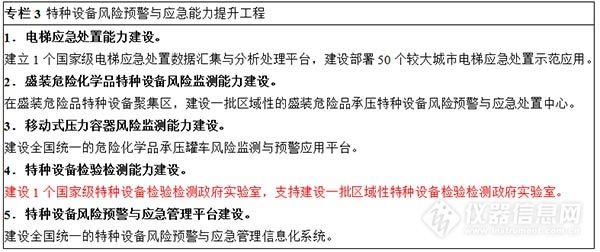 专栏 3 特种设备风险预警与应急能力提升工程
1．电梯应急处置能力建设。
建立 1 个国家级电梯应急处置数据汇集与分析处理平台，建设部署 50 个较大城市电梯应急处置示范应用。
2．盛装危险化学品特种设备风险监测能力建设。
在盛装危险品特种设备聚集区，建设一批区域性的盛装危险品承压特种设备风险预警与应急处置中心。
3．移动式压力容器风险监测能力建设。
建设全国统一的危险化学品承压罐车风险监测与预警应用平台。
4．特种设备检验检测能力建设。
建设 1 个国家级特种设备检验检测政府实验室，支持建设一批区域性特种设备检验检测政府实验室。
5．特种设备风险预警与应急管理平台建设。
建设全国统一的特种设备风险预警与应急管理信息化系统。
仪器信息网
www.instrument.com.cn